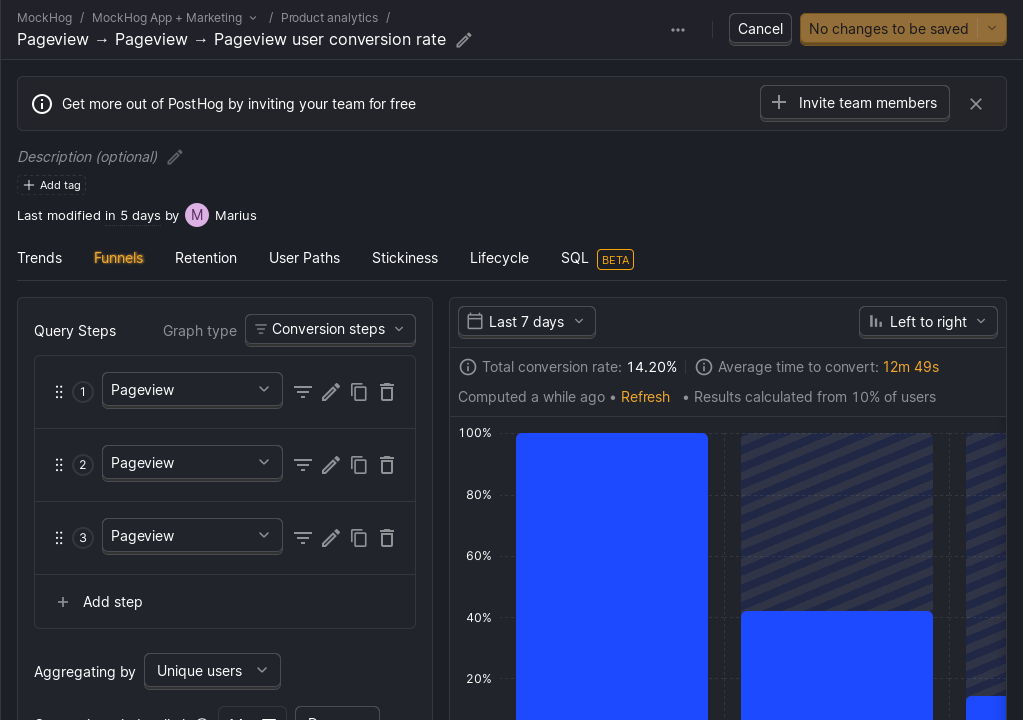 MockHog / MockHog App + Marketing / Product analytics /
Pageview → Pageview → Pageview user conversion rate
Cancel
No changes to be saved
Get more out of PostHog by inviting your team for free
Invite team members
Description (optional)
Add tag
Last modified in 5 days by M Marius
Trends Funnels Retention User Paths Stickiness Lifecycle SQL BETA
Query Steps
Graph type
Conversion steps
1 Pageview
2 Pageview
3 Pageview
Add step
Aggregating by Unique users
Last 7 days
Left to right
Total conversion rate: 14.20%
Average time to convert: 12m 49s
Computed a while ago • Refresh • Results calculated from 10% of users
100%
80%
60%
40%
20%